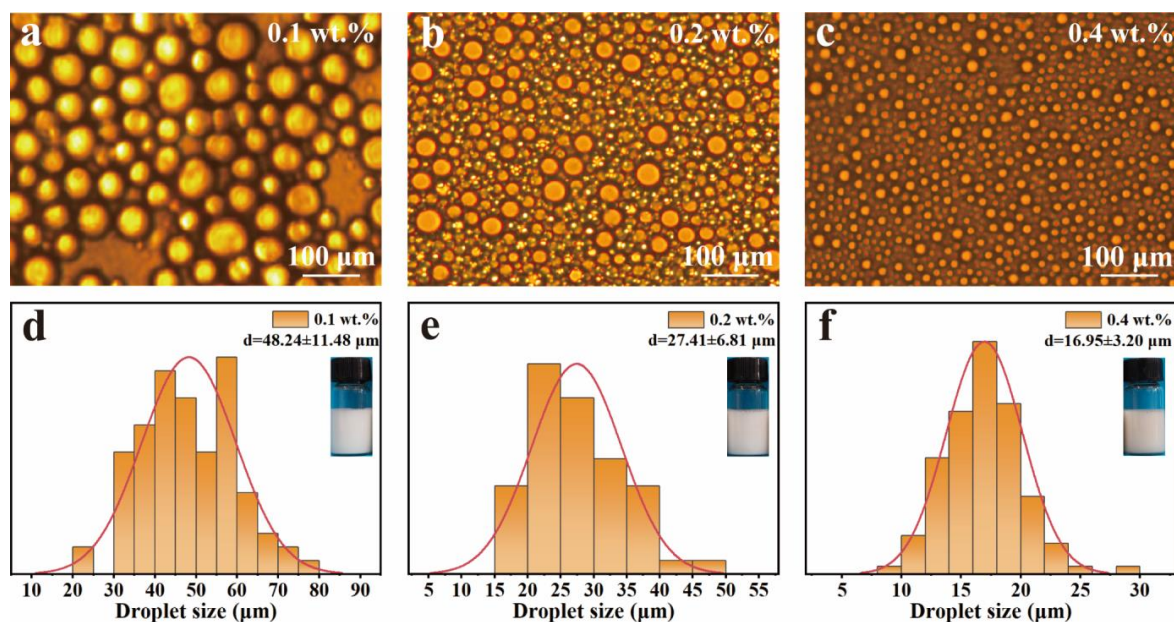 a
0.1 wt.%
100 μm
b
0.2 wt.%
100 μm
c
0.4 wt.%
100 μm
d
0.1 wt.%
d=48.24±11.48 μm
10 20 30 40 50 60 70 80 90
Droplet size (μm)
e
0.2 wt.%
d=27.41±6.81 μm
5 10 15 20 25 30 35 40 45 50 55
Droplet size (μm)
f
0.4 wt.%
d=16.95±3.20 μm
10 15 20 25 30
Droplet size (μm)